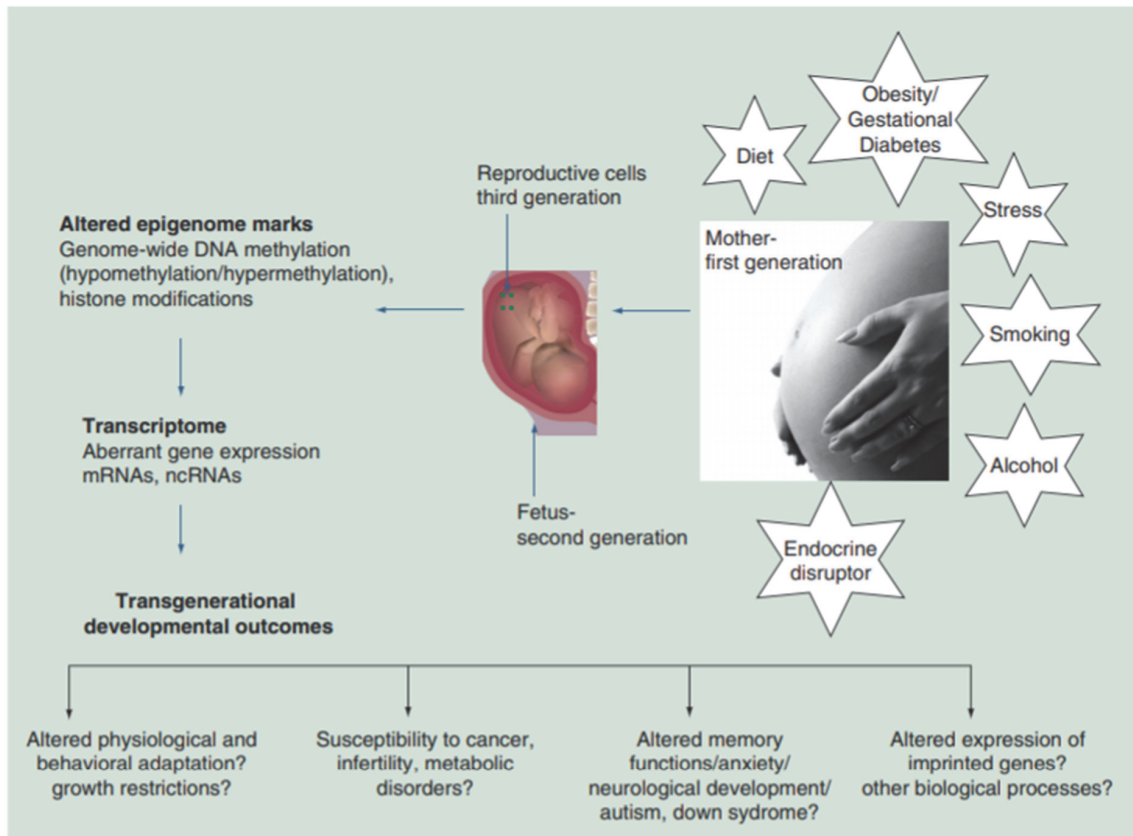 Obesity/
Gestational
Diabetes
Diet
Stress
Smoking
Alcohol
Endocrine
disruptor
Mother-
first generation
Reproductive cells
third generation
Fetus-
second generation
Altered epigenome marks
Genome-wide DNA methylation
(hypomethylation/hypermethylation),
histone modifications
Transcriptome
Aberrant gene expression
mRNAs, ncRNAs
Transgenerational
developmental outcomes
Altered physiological and
behavioral adaptation?
growth restrictions?
Susceptibility to cancer,
infertility, metabolic
disorders?
Altered memory
functions/anxiety/
neurological development/
autism, down sydrome?
Altered expression of
imprinted genes?
other biological processes?